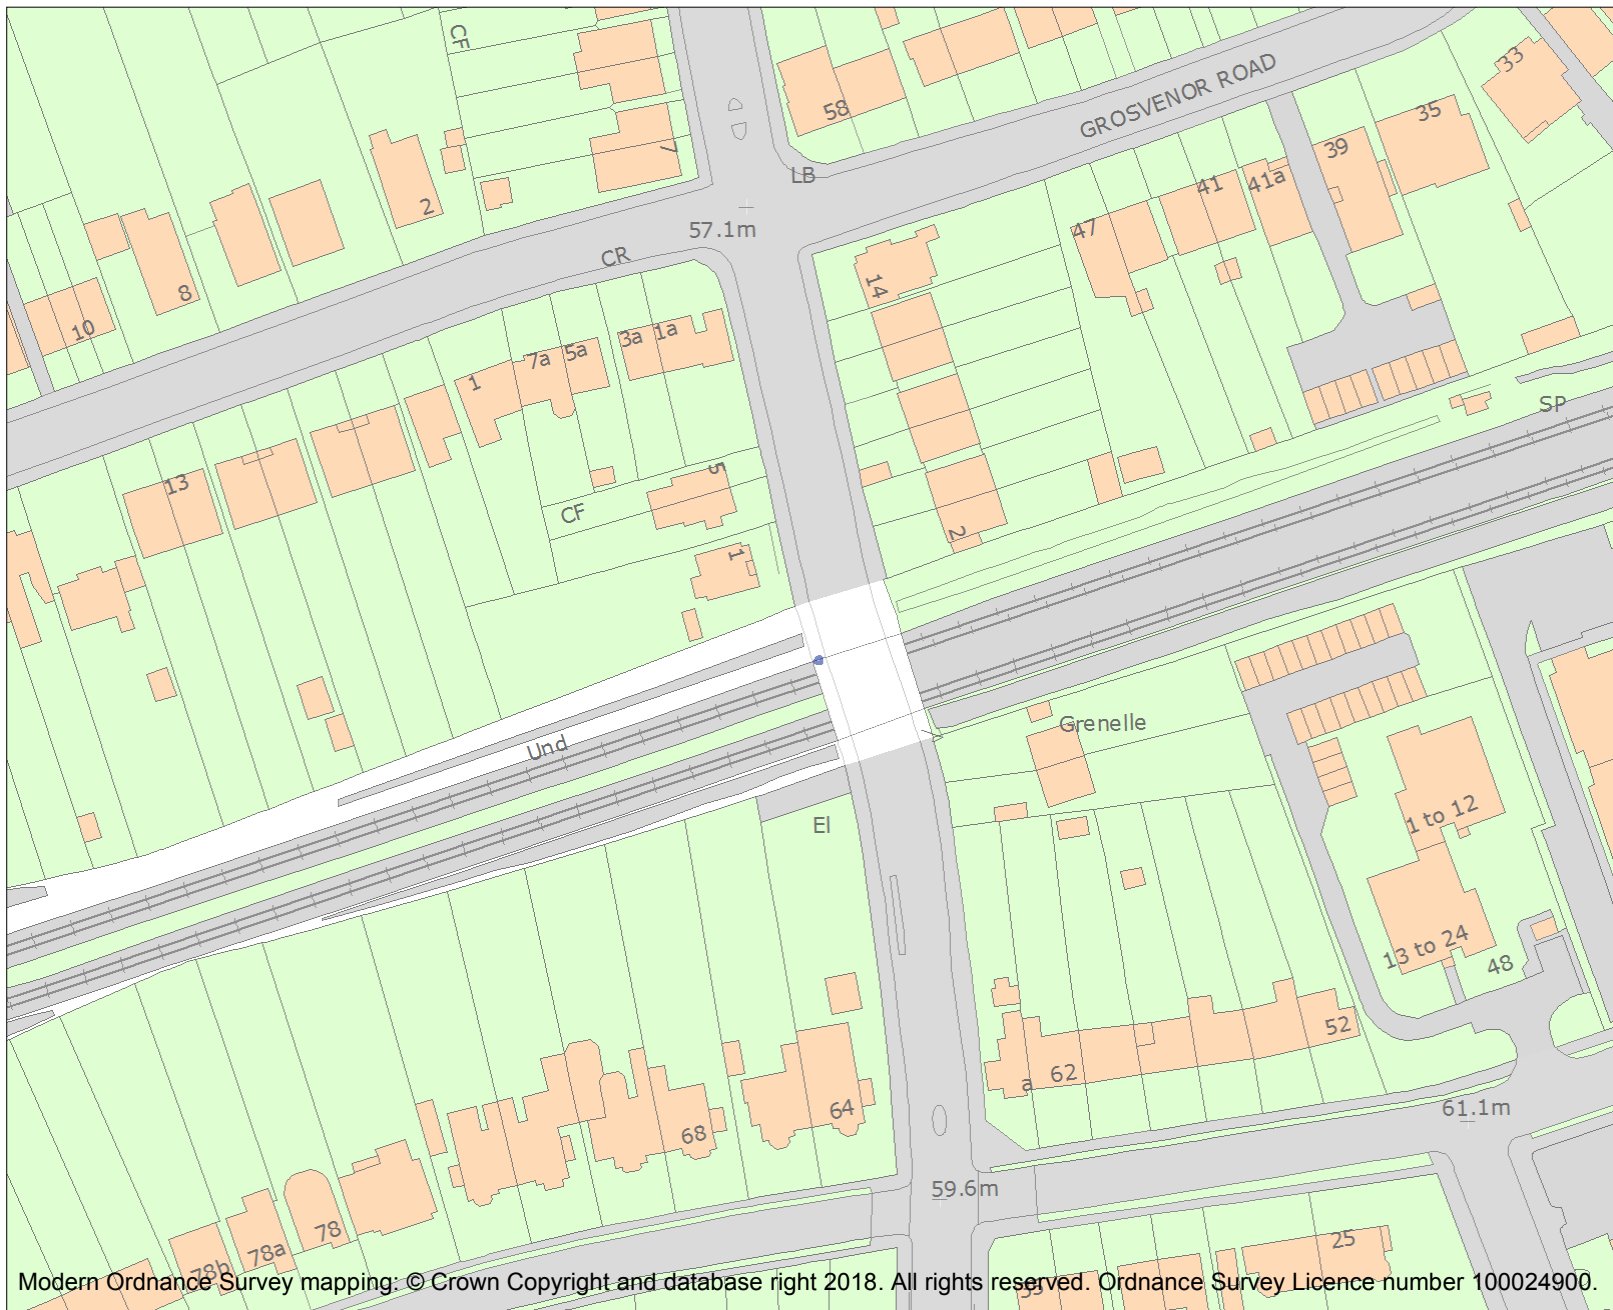 CF
58
GROSVENOR ROAD
33
35
7
39
LB
41
41a
2
47
57.1m
CR
14
8
10
3a 1a
7a 5a
1
SP
5
13
CF
2
1
Grenelle
Und
El
1 to 12
13 to 24
48
52
62
a
64
61.1m
68
59.6m
78
78a
78b
25
53
Modern Ordnance Survey mapping: © Crown Copyright and database right 2018. All rights reserved. Ordnance Survey Licence number 100024900.